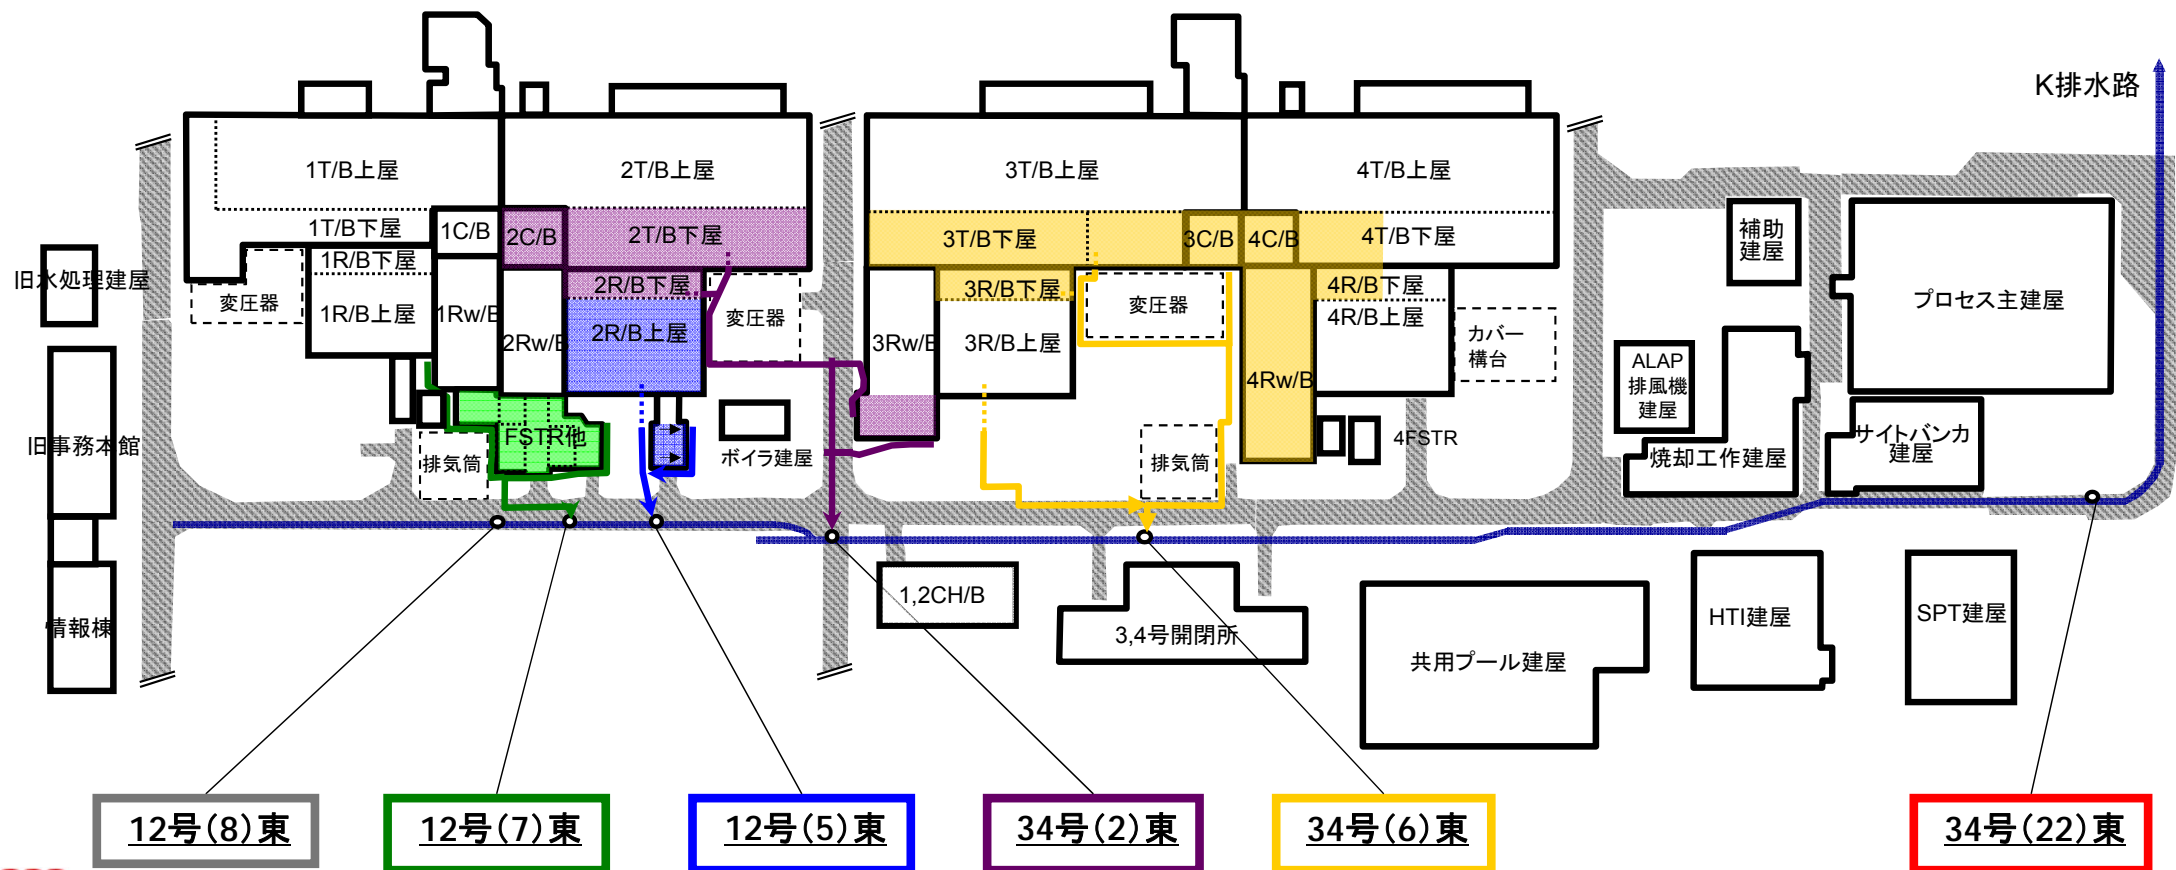 K排水路
1T/B上屋
2T/B上屋
3T/B上屋
4T/B上屋
1T/B下屋
1C/B
2C/B
2T/B下屋
3T/B下屋
3C/B
4C/B
4T/B下屋
補助
建屋
旧水処理建屋
変圧器
1R/B下屋
1R/B上屋
1Rw/B
2Rw/B
2R/B下屋
2R/B上屋
変圧器
3Rw/B
3R/B下屋
3R/B上屋
変圧器
4Rw/B
4R/B下屋
4R/B上屋
カバー
構台
ALAP
排風機
建屋
プロセス主建屋
旧事務本館
排気筒
FSTR他
ボイラ建屋
排気筒
4FSTR
焼却工作建屋
サイトバンカ
建屋
情報棟
1,2CH/B
3,4号開閉所
共用プール建屋
HTI建屋
SPT建屋
12号(8)東
12号(7)東
12号(5)東
34号(2)東
34号(6)東
34号(22)東